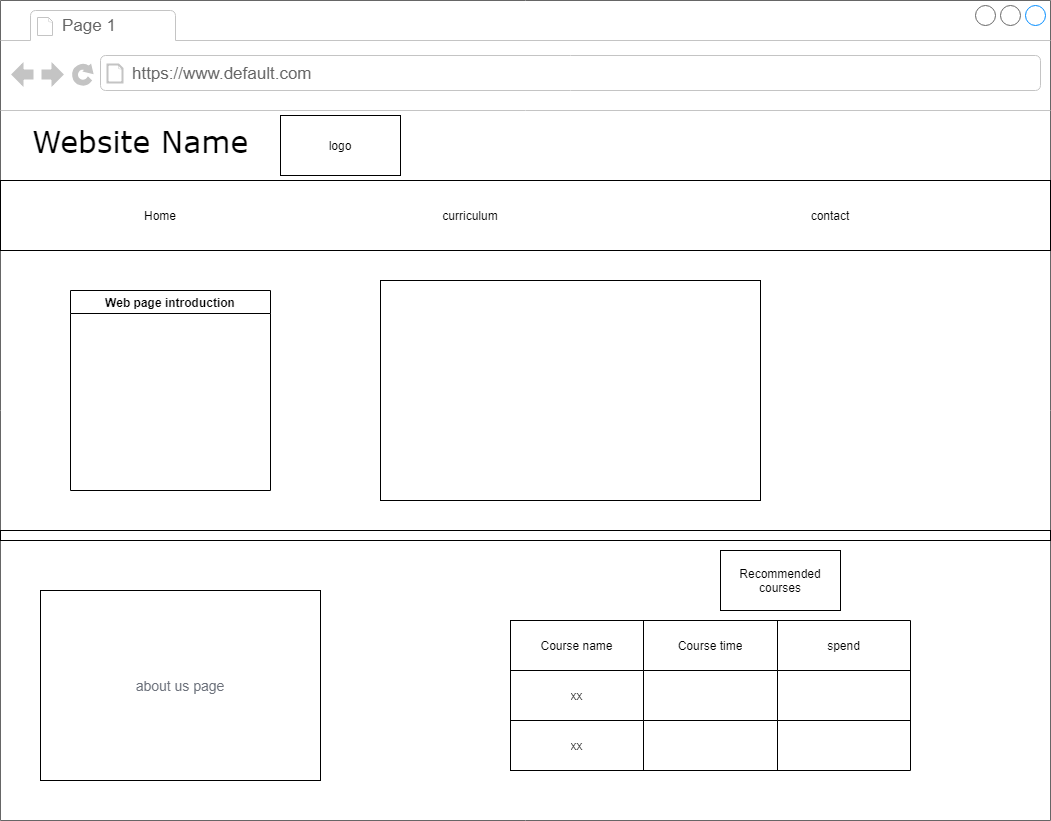 Page 1
https://www.default.com
Website Name
logo
Home
curriculum
contact
Web page introduction
about us page
Recommended
courses
Course name
Course time
spend
xx
xx